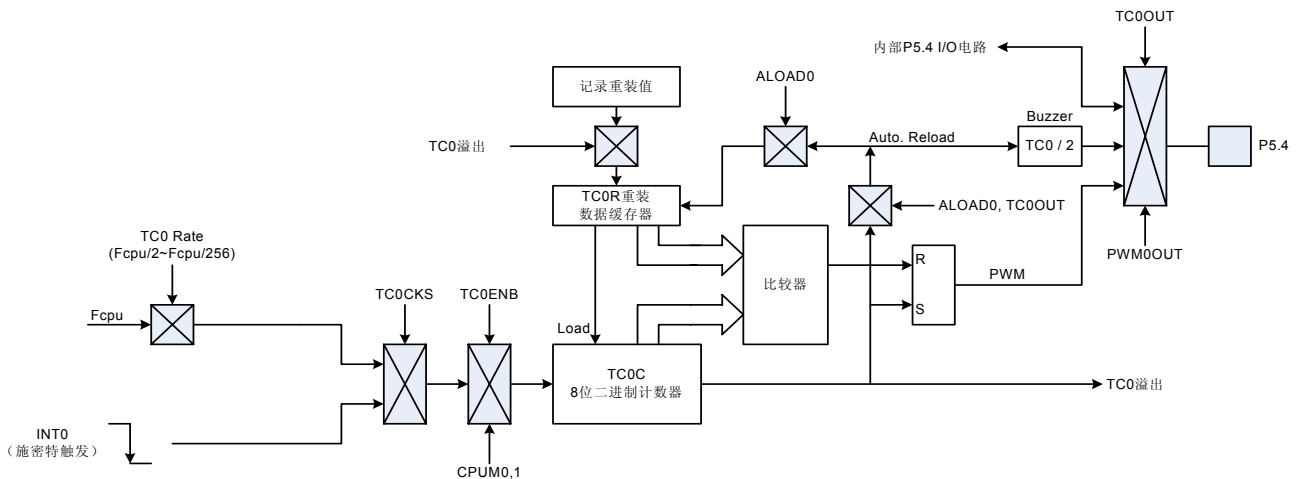 TC0OUT
内部P5.4 I/O电路
记录重装值
ALOAD0
Buzzer
TC0溢出
Auto. Reload
TC0 / 2
P5.4
TC0R重装
数据缓存器
ALOAD0, TC0OUT
TC0 Rate
(Fcpu/2~Fcpu/256)
PWM0OUT
R
比较器
PWM
TC0CKS
TC0ENB
S
Fcpu
Load
TC0C
8位二进制计数器
TC0溢出
INT0
（施密特触发）
CPUM0,1